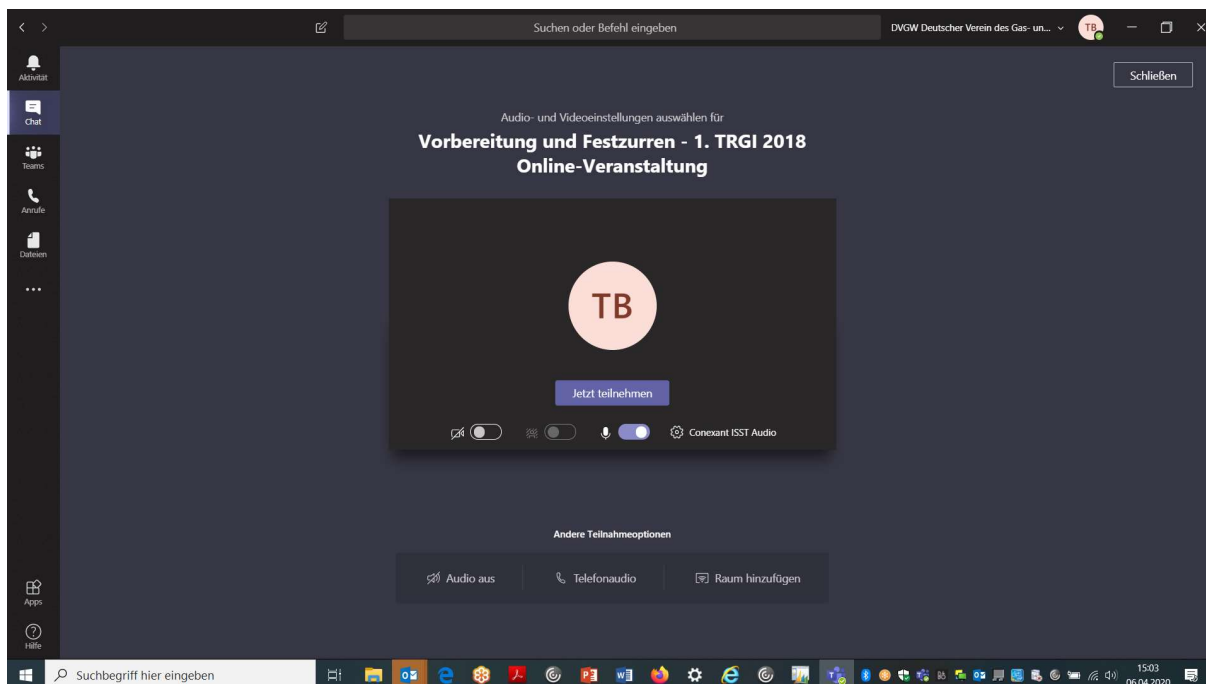 Suchen oder Befehl eingeben
DVGW Deutscher Verein des Gas- un...
TB
Aktivität
Chat
Teams
Anrufe
Dateien
Schließen
Audio- und Videoeinstellungen auswählen für
Vorbereitung und Festzurren - 1. TRGI 2018
Online-Veranstaltung
TB
Jetzt teilnehmen
Conexant ISST Audio
Andere Teilnahmeoptionen
Audio aus
Telefonaudio
Raum hinzufügen
Apps
Hilfe
Suchbegriff hier eingeben
15:03
06.04.2020